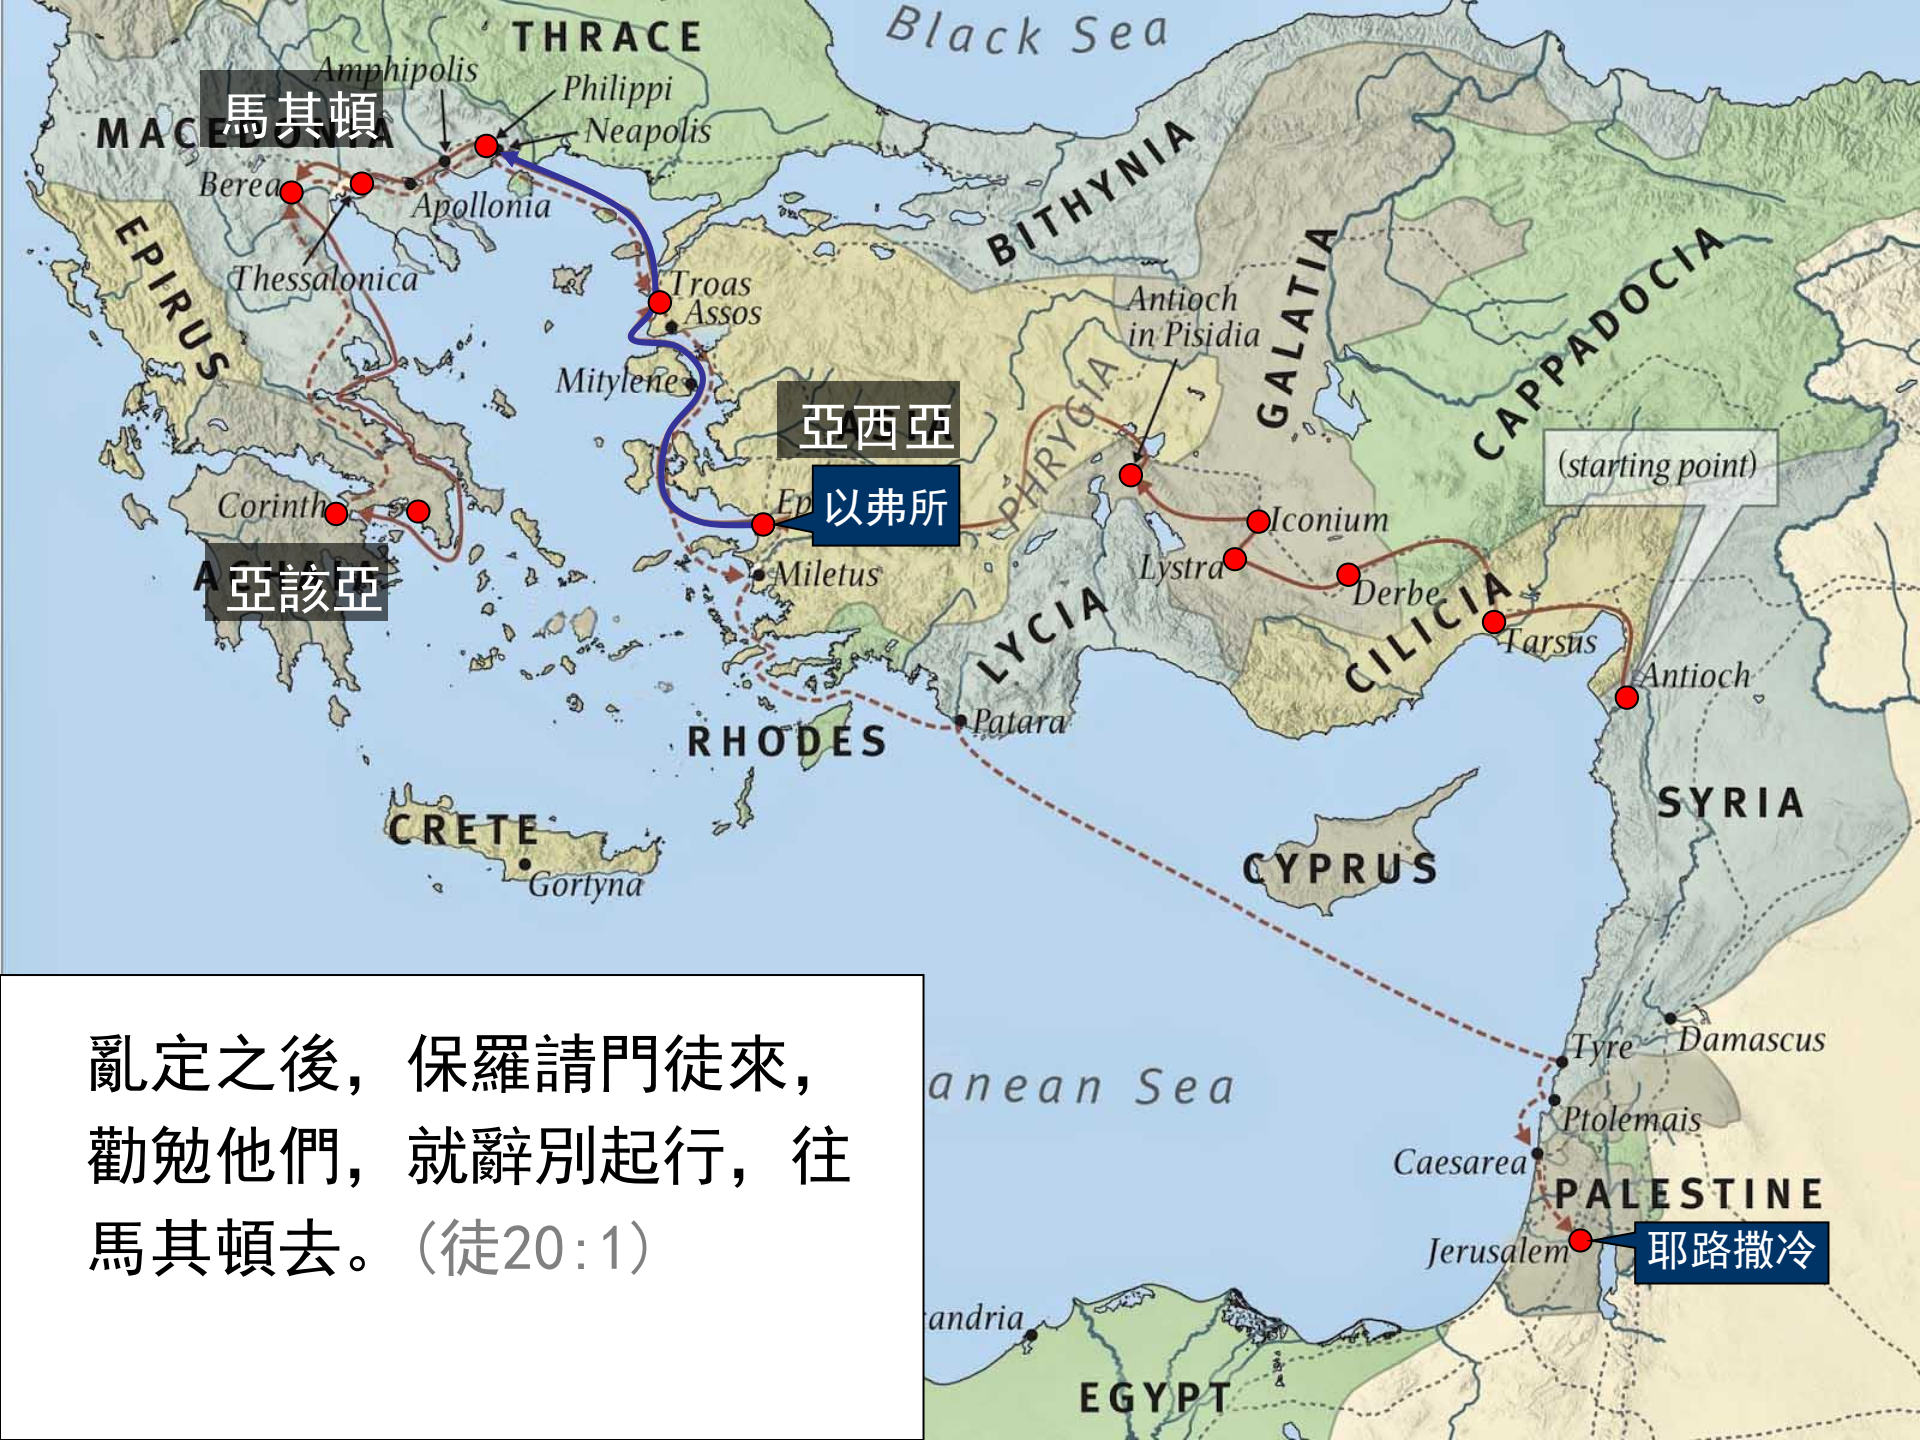 Black Sea
THRACE
Amphipolis
Philippi
馬其頓
MACEDONIA
Neapolis
Berea
Apollonia
BITHYNIA
EPIRUS
Thessalonica
Troas
Assos
Antioch
in Pisidia
GALATIA
CAPPADOCIA
Mitylene
PHRYGIA
亞西亞
(starting point)
Corinth
Ep
以弗所
Iconium
亞該亞
Miletus
Lystra
Derbe
LYCIA
CILICIA
Tarsus
Antioch
Patara
RHODES
SYRIA
CRETE
Gortyna
CYPRUS
Damascus
Tyre
anean Sea
Ptolemais
Caesarea
PALESTINE
Jerusalem
耶路撒冷
andria
EGYPT
亂定之後，保羅請門徒來，
勸勉他們，就辭別起行，往
馬其頓去。(徒20:1)